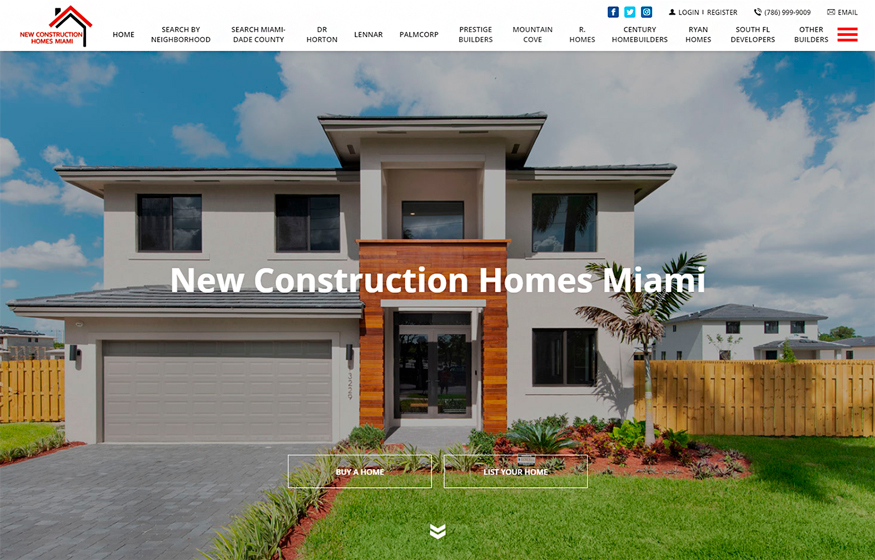 LOGIN | REGISTER
(786) 999-9009
EMAIL
NEW CONSTRUCTION
HOMES MIAMI
HOME
SEARCH BY
NEIGHBORHOOD
SEARCH MIAMI-
DADE COUNTY
DR
HORTON
LENNAR
PALMCORP
PRESTIGE
BUILDERS
MOUNTAIN
COVE
R.
HOMES
CENTURY
HOMEBUILDERS
RYAN
HOMES
SOUTH FL
DEVELOPERS
OTHER
BUILDERS
New Construction Homes Miami
3229
BUY A HOME
LIST YOUR HOME